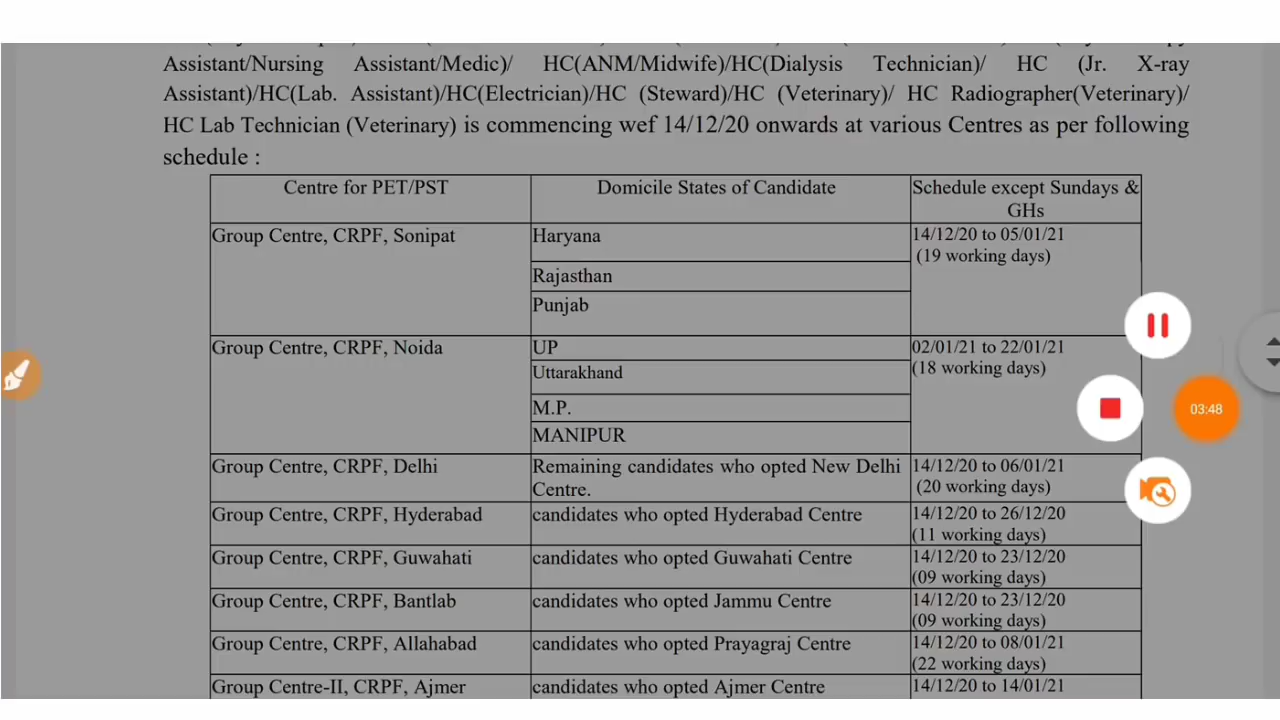 Assistant/Nursing Assistant/Medic)/ HC(ANM/Midwife)/HC(Dialysis Technician)/ HC (Jr. X-ray
Assistant)/HC(Lab. Assistant)/HC(Electrician)/HC (Steward)/HC (Veterinary)/ HC Radiographer(Veterinary)/
HC Lab Technician (Veterinary) is commencing wef 14/12/20 onwards at various Centres as per following
schedule :
Centre for PET/PST Domicile States of Candidate Schedule except Sundays &
GHs
Group Centre, CRPF, Sonipat Haryana 14/12/20 to 05/01/21
(19 working days)
Rajasthan
Punjab
Group Centre, CRPF, Noida UP 02/01/21 to 22/01/21
Uttarakhand (18 working days)
M.P.
MANIPUR
Group Centre, CRPF, Delhi Remaining candidates who opted New Delhi 14/12/20 to 06/01/21
Centre. (20 working days)
Group Centre, CRPF, Hyderabad candidates who opted Hyderabad Centre 14/12/20 to 26/12/20
(11 working days)
Group Centre, CRPF, Guwahati candidates who opted Guwahati Centre 14/12/20 to 23/12/20
(09 working days)
Group Centre, CRPF, Bantlab candidates who opted Jammu Centre 14/12/20 to 23/12/20
(09 working days)
Group Centre, CRPF, Allahabad candidates who opted Prayagraj Centre 14/12/20 to 08/01/21
(22 working days)
Group Centre-II, CRPF, Ajmer candidates who opted Ajmer Centre 14/12/20 to 14/01/21
03:48